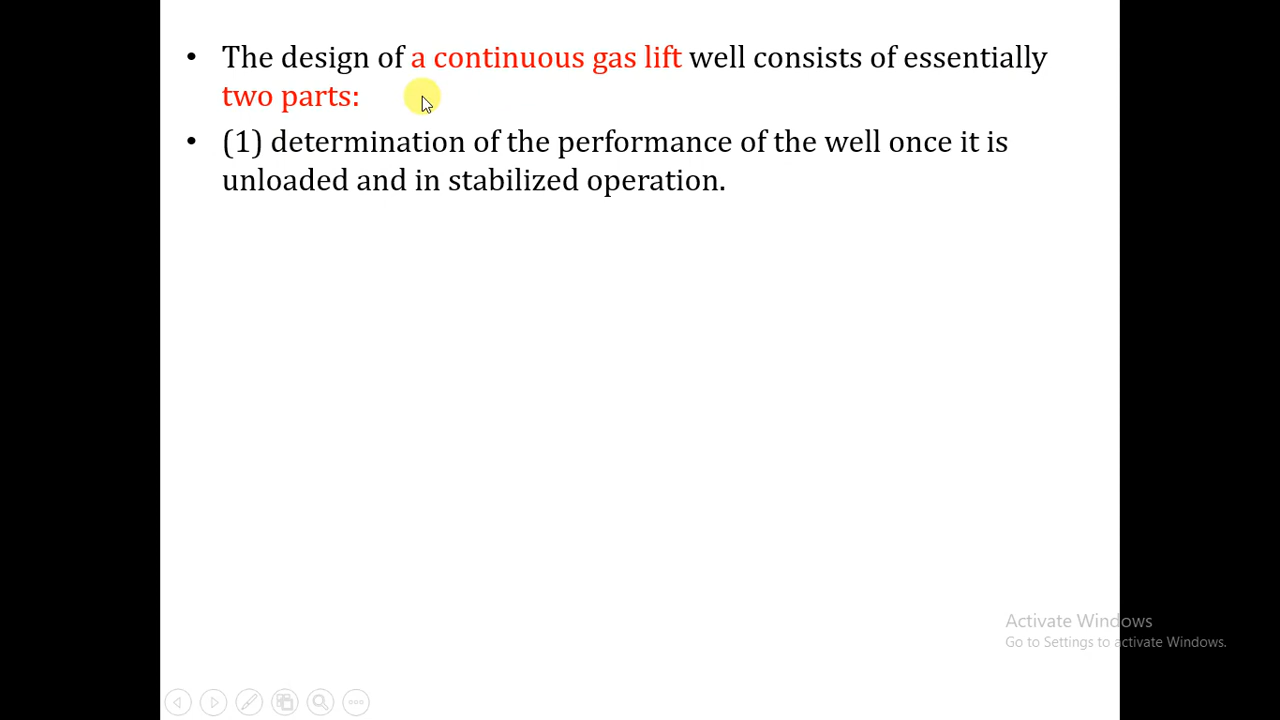 • The design of a continuous gas lift well consists of essentially
two parts:
• (1) determination of the performance of the well once it is
unloaded and in stabilized operation.
Activate Windows
Go to Settings to activate Windows.